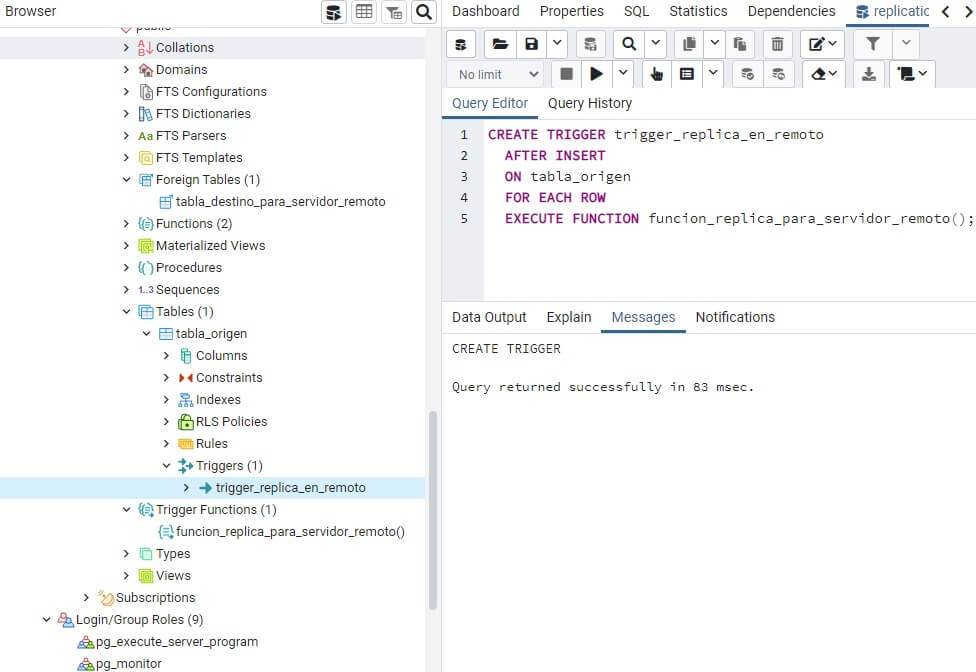 Browser
public
Collations
Domains
FTS Configurations
FTS Dictionaries
Aa FTS Parsers
FTS Templates
Foreign Tables (1)
tabla_destino_para_servidor_remoto
Functions (2)
Materialized Views
Procedures
1..3 Sequences
Tables (1)
tabla_origen
Columns
Constraints
Indexes
RLS Policies
Rules
Triggers (1)
trigger_replica_en_remoto
Trigger Functions (1)
funcion_replica_para_servidor_remoto()
Types
Views
Subscriptions
Login/Group Roles (9)
pg_execute_server_program
pg_monitor
Dashboard Properties SQL Statistics Dependencies replicatic
No limit
Query Editor Query History
1 CREATE TRIGGER trigger_replica_en_remoto
2 AFTER INSERT
3 ON tabla_origen
4 FOR EACH ROW
5 EXECUTE FUNCTION funcion_replica_para_servidor_remoto();
Data Output Explain Messages Notifications
CREATE TRIGGER
Query returned successfully in 83 msec.